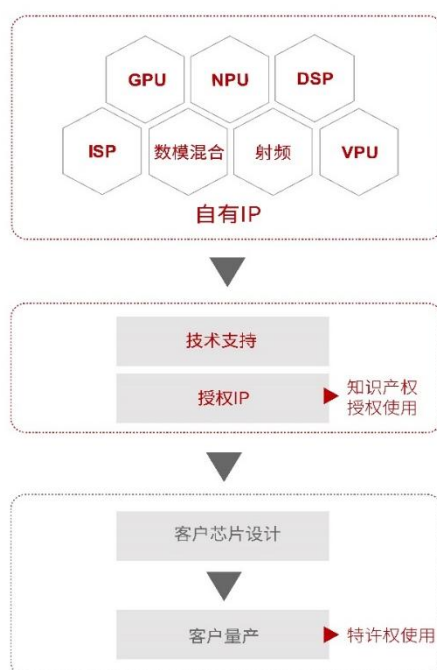 GPU
NPU
DSP
ISP
数模混合
射频
VPU
自有IP
技术支持
授权IP
知识产权
授权使用
客户芯片设计
客户量产
特许权使用